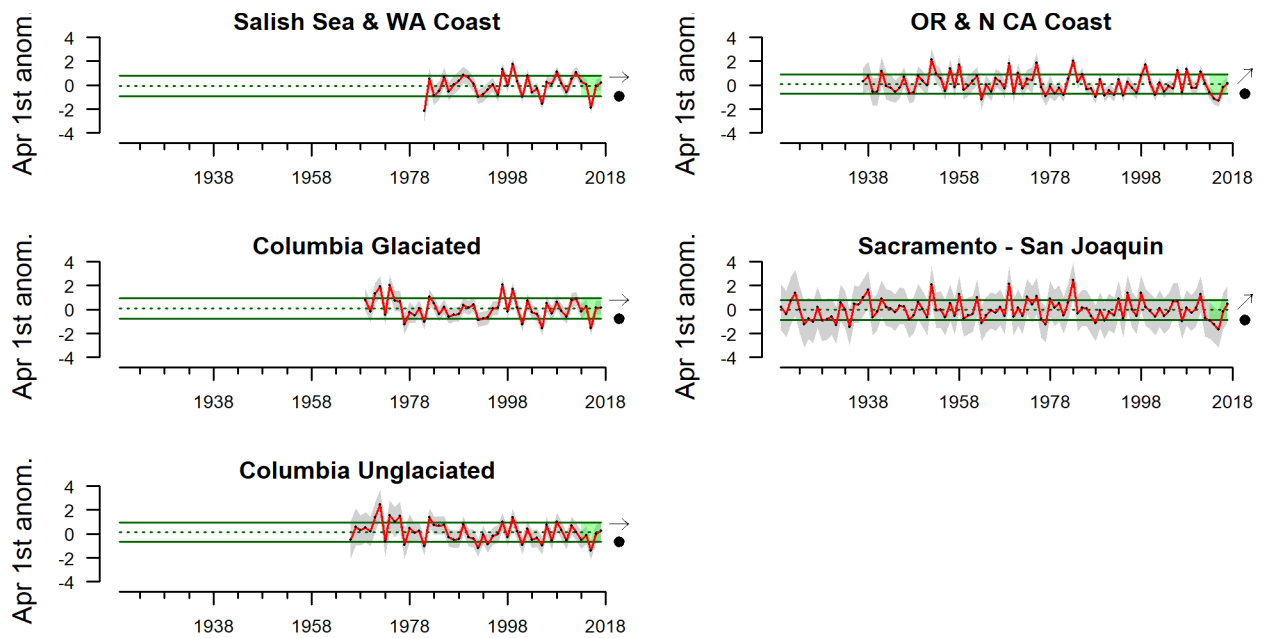 Salish Sea & WA Coast
Apr 1st anom.
4
2
0
-2
-4
1938 1958 1978 1998 2018
OR & N CA Coast
Apr 1st anom.
4
2
0
-2
-4
1938 1958 1978 1998 2018
Columbia Glaciated
Apr 1st anom.
4
2
0
-2
-4
1938 1958 1978 1998 2018
Sacramento - San Joaquin
Apr 1st anom.
4
2
0
-2
-4
1938 1958 1978 1998 2018
Columbia Unglaciated
Apr 1st anom.
4
2
0
-2
-4
1938 1958 1978 1998 2018